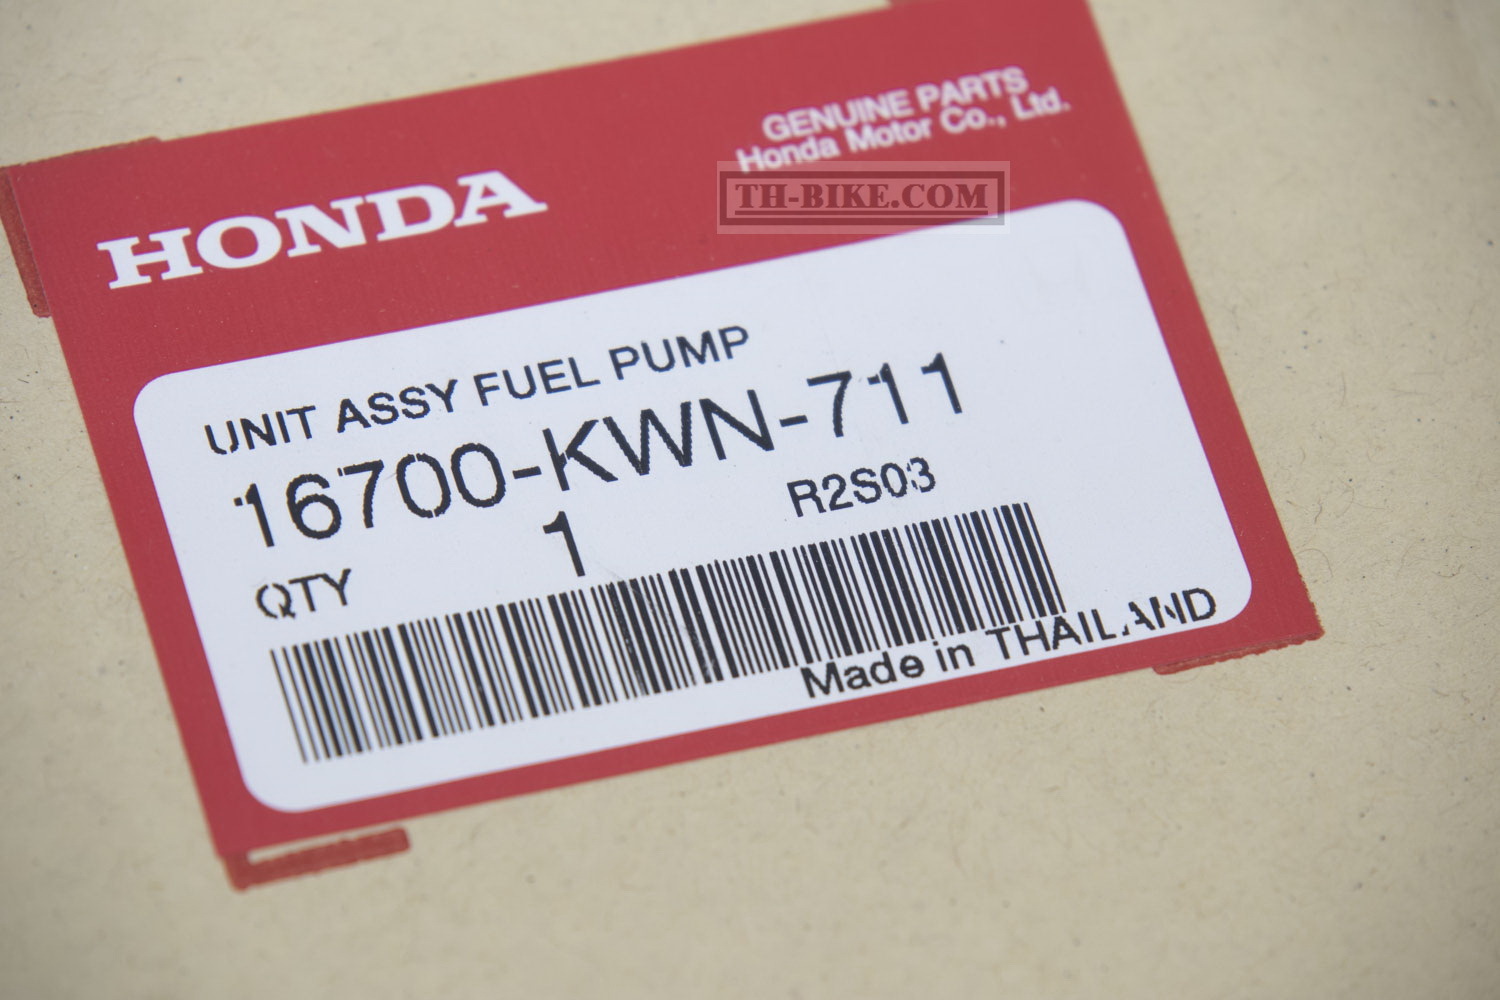 GENUINE PARTS
Honda Motor Co., Ltd.
HONDA
TH-BIKE.COM
UNIT ASSY FUEL PUMP
16700-KWN-711
1 R2S03
QTY
Made in THAILAND